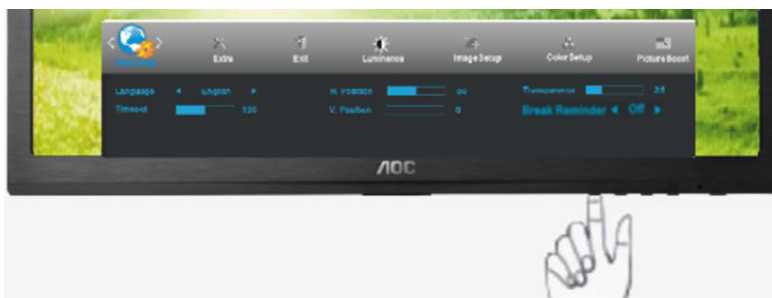 Extra Exit Luminance Image Setup Color Setup Picture Boost
Language English H. Position 50 Transparence
Timeout 120 V. Position 0 Break Reminder Off
AOC